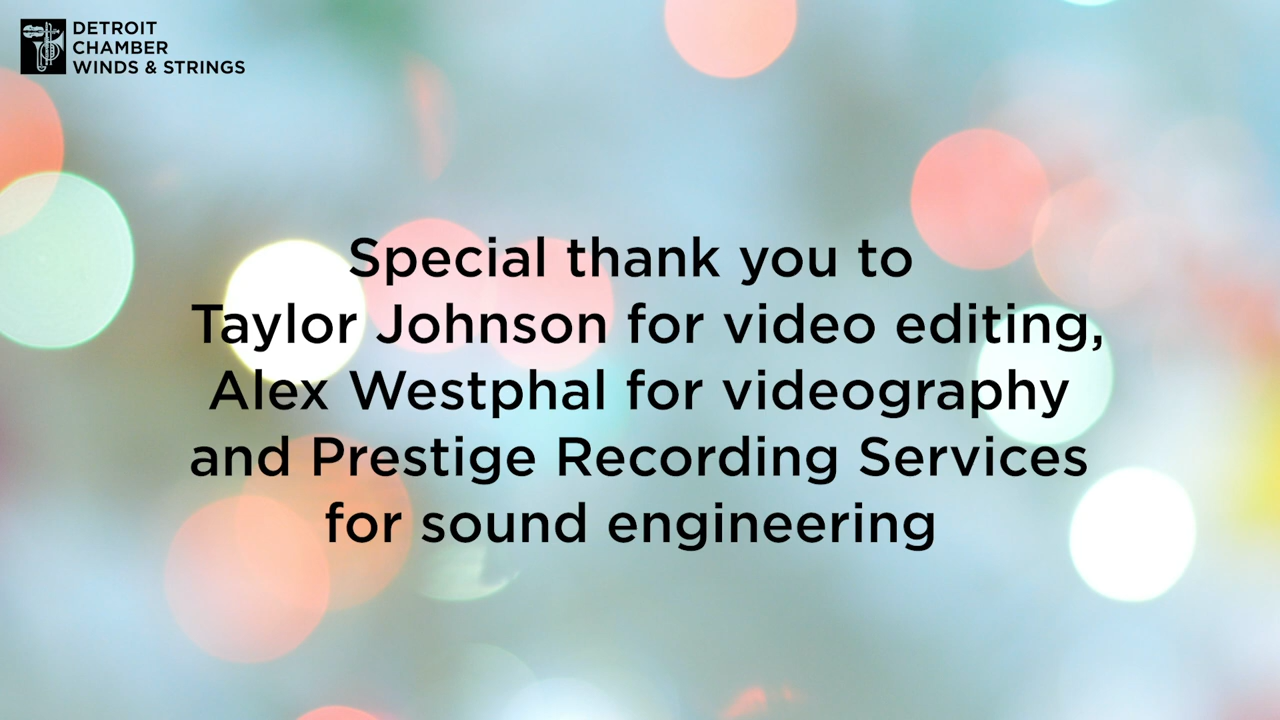 DETROIT
CHAMBER
WINDS & STRINGS
Special thank you to
Taylor Johnson for video editing,
Alex Westphal for videography
and Prestige Recording Services
for sound engineering